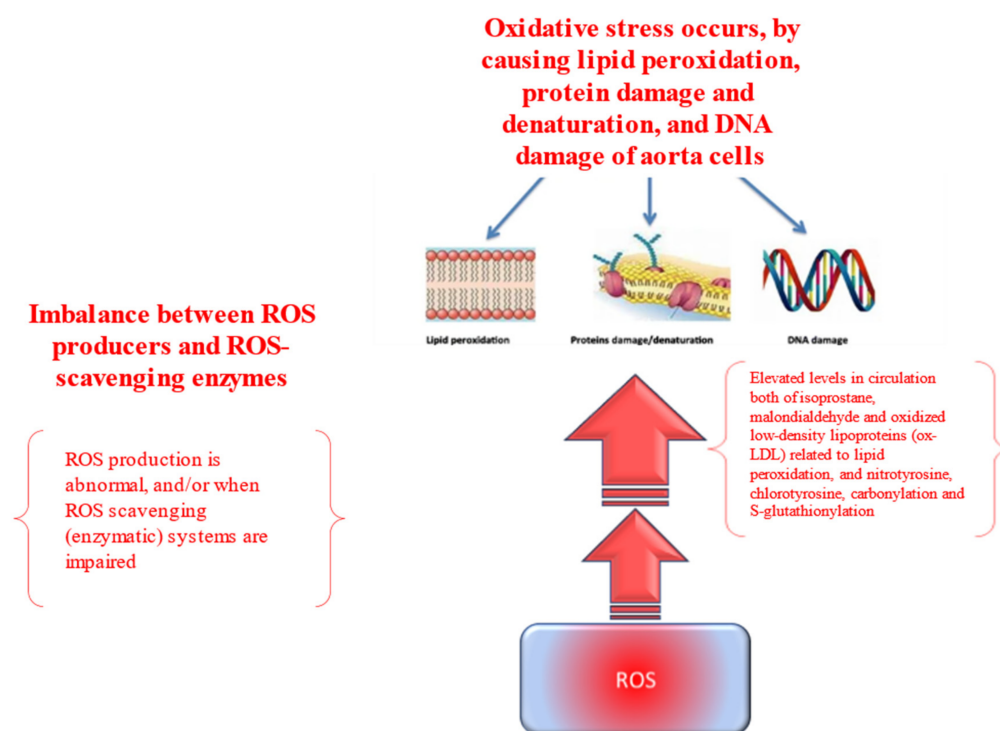 Oxidative stress occurs, by
causing lipid peroxidation,
protein damage and
denaturation, and DNA
damage of aorta cells
Lipid peroxidation
Proteins damage/denaturation
DNA damage
Imbalance between ROS
producers and ROS-
scavenging enzymes
ROS production is
abnormal, and/or when
ROS scavenging
(enzymatic) systems are
impaired
Elevated levels in circulation
both of isoprostane,
malondialdehyde and oxidized
low-density lipoproteins (ox-
LDL) related to lipid
peroxidation, and nitrotyrosine,
chlorotyrosine, carbonylation and
S-glutathionylation
ROS